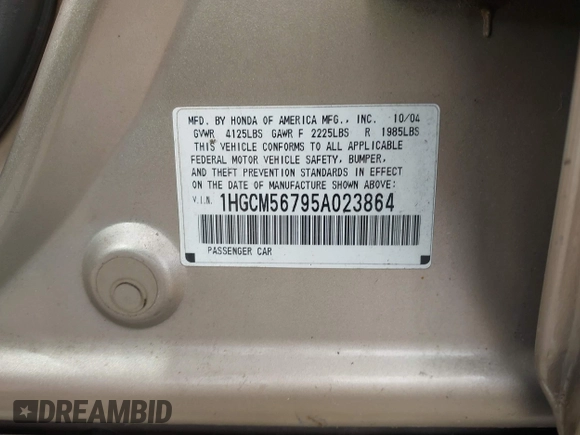 MFD. BY HONDA OF AMERICA MFG., INC. 10/04
GVWR 4125LBS GAWR F 2225LBS R 1985LBS
THIS VEHICLE CONFORMS TO ALL APPLICABLE
FEDERAL MOTOR VEHICLE SAFETY, BUMPER,
AND THEFT PREVENTION STANDARDS IN EFFECT
ON THE DATE OF MANUFACTURE SHOWN ABOVE:
V.I.N. 1HGCM56795A023864
PASSENGER CAR
DREAMBID